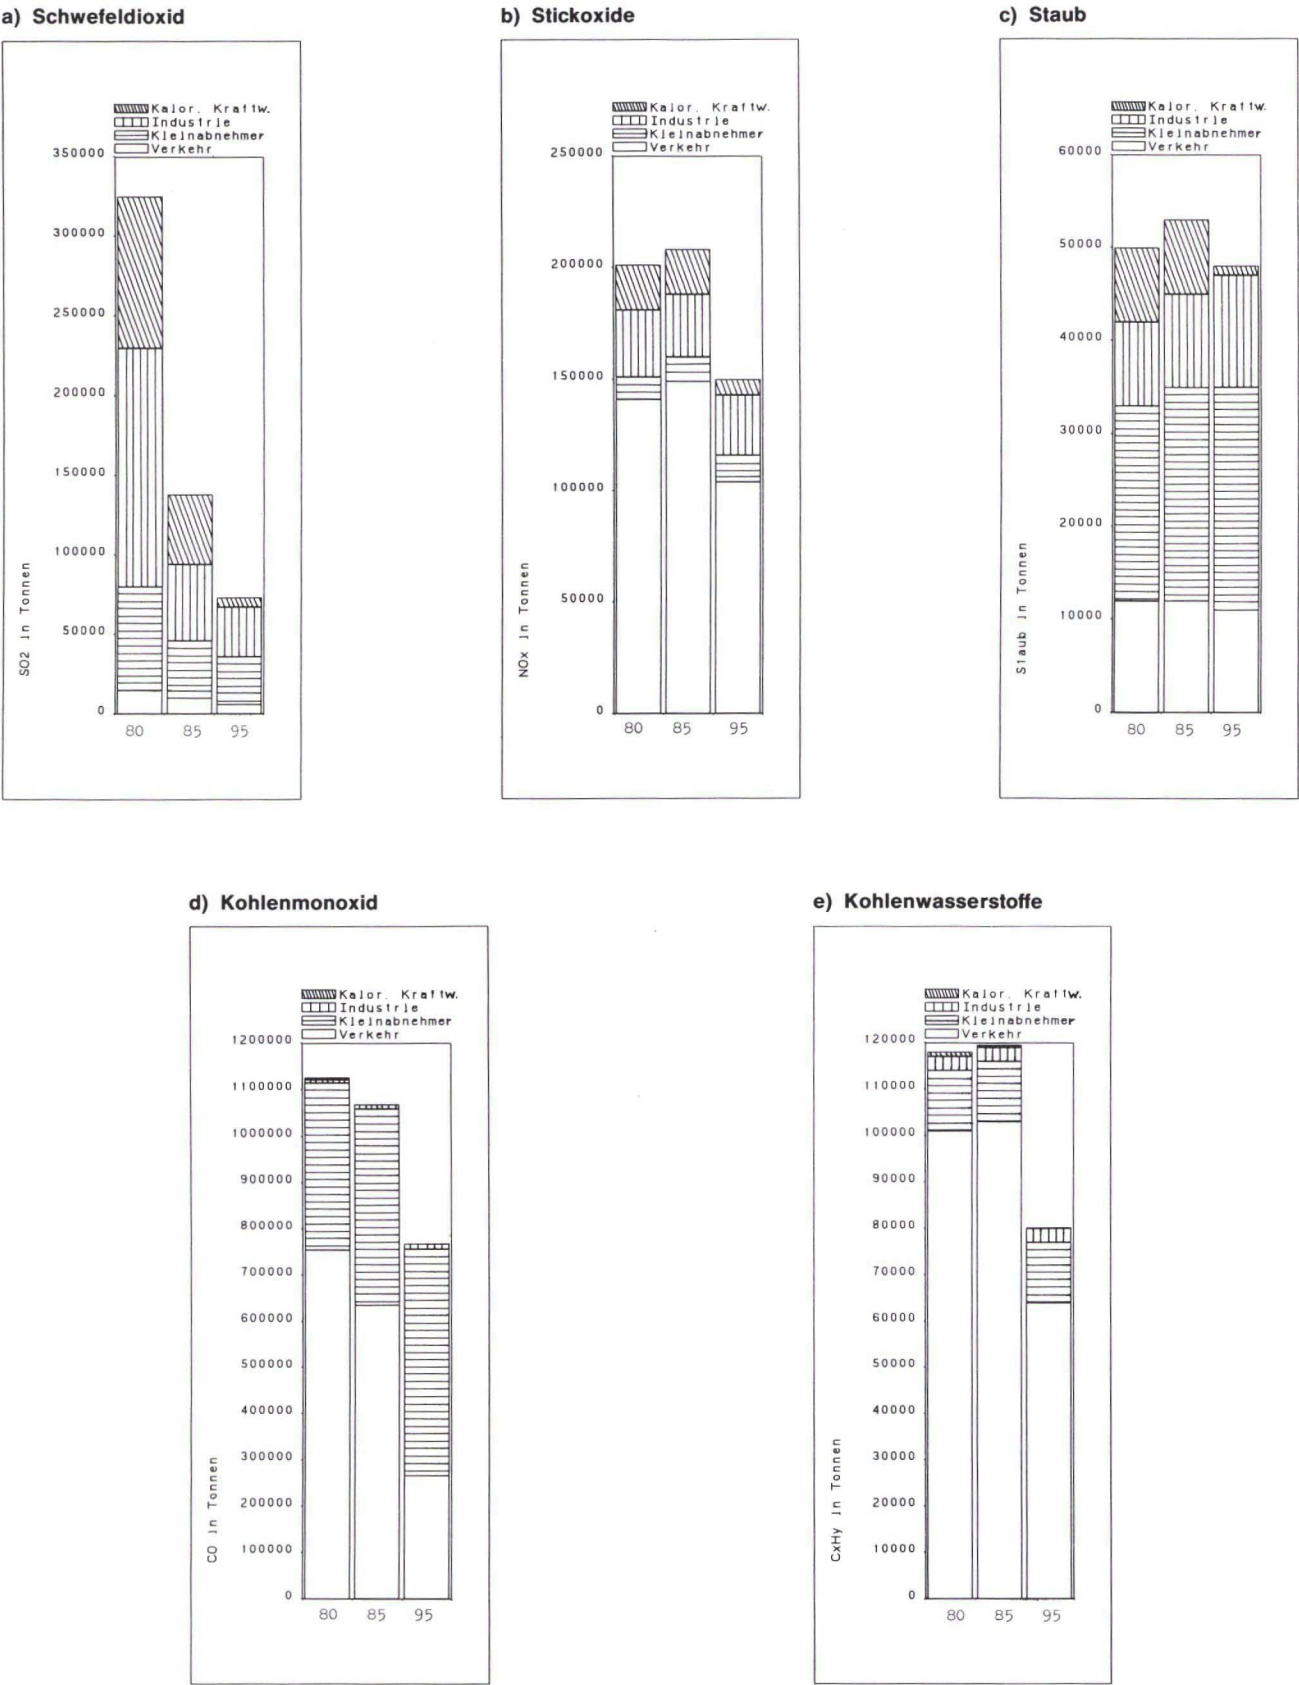 a) Schwefeldioxid
Kalor. Kraftw.
Industrie
Kleinabnehmer
Verkehr
350000
300000
250000
200000
150000
100000
50000
0
SO2 in Tonnen
80 85 95
b) Stickoxide
Kalor. Kraftw.
Industrie
Kleinabnehmer
Verkehr
250000
200000
150000
100000
50000
0
NOx in Tonnen
80 85 95
c) Staub
Kalor. Kraftw.
Industrie
Kleinabnehmer
Verkehr
60000
50000
40000
30000
20000
10000
0
Staub in Tonnen
80 85 95
d) Kohlenmonoxid
Kalor. Kraftw.
Industrie
Kleinabnehmer
Verkehr
1200000
1100000
1000000
900000
800000
700000
600000
500000
400000
300000
200000
100000
0
CO in Tonnen
80 85 95
e) Kohlenwasserstoffe
Kalor. Kraftw.
Industrie
Kleinabnehmer
Verkehr
120000
110000
100000
90000
80000
70000
60000
50000
40000
30000
20000
10000
0
CxHy in Tonnen
80 85 95